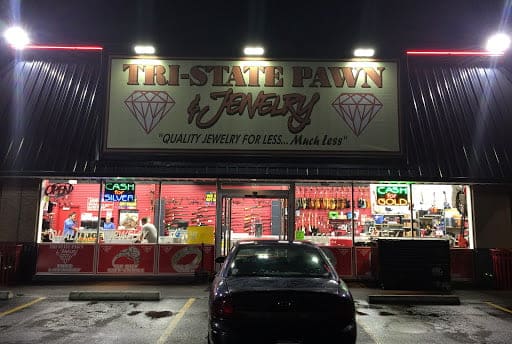 TRI-STATE PAWN
& JEWELRY
"QUALITY JEWELRY FOR LESS... Much Less"
OPEN
CASH
for
SILVER
CASH
for
GOLD